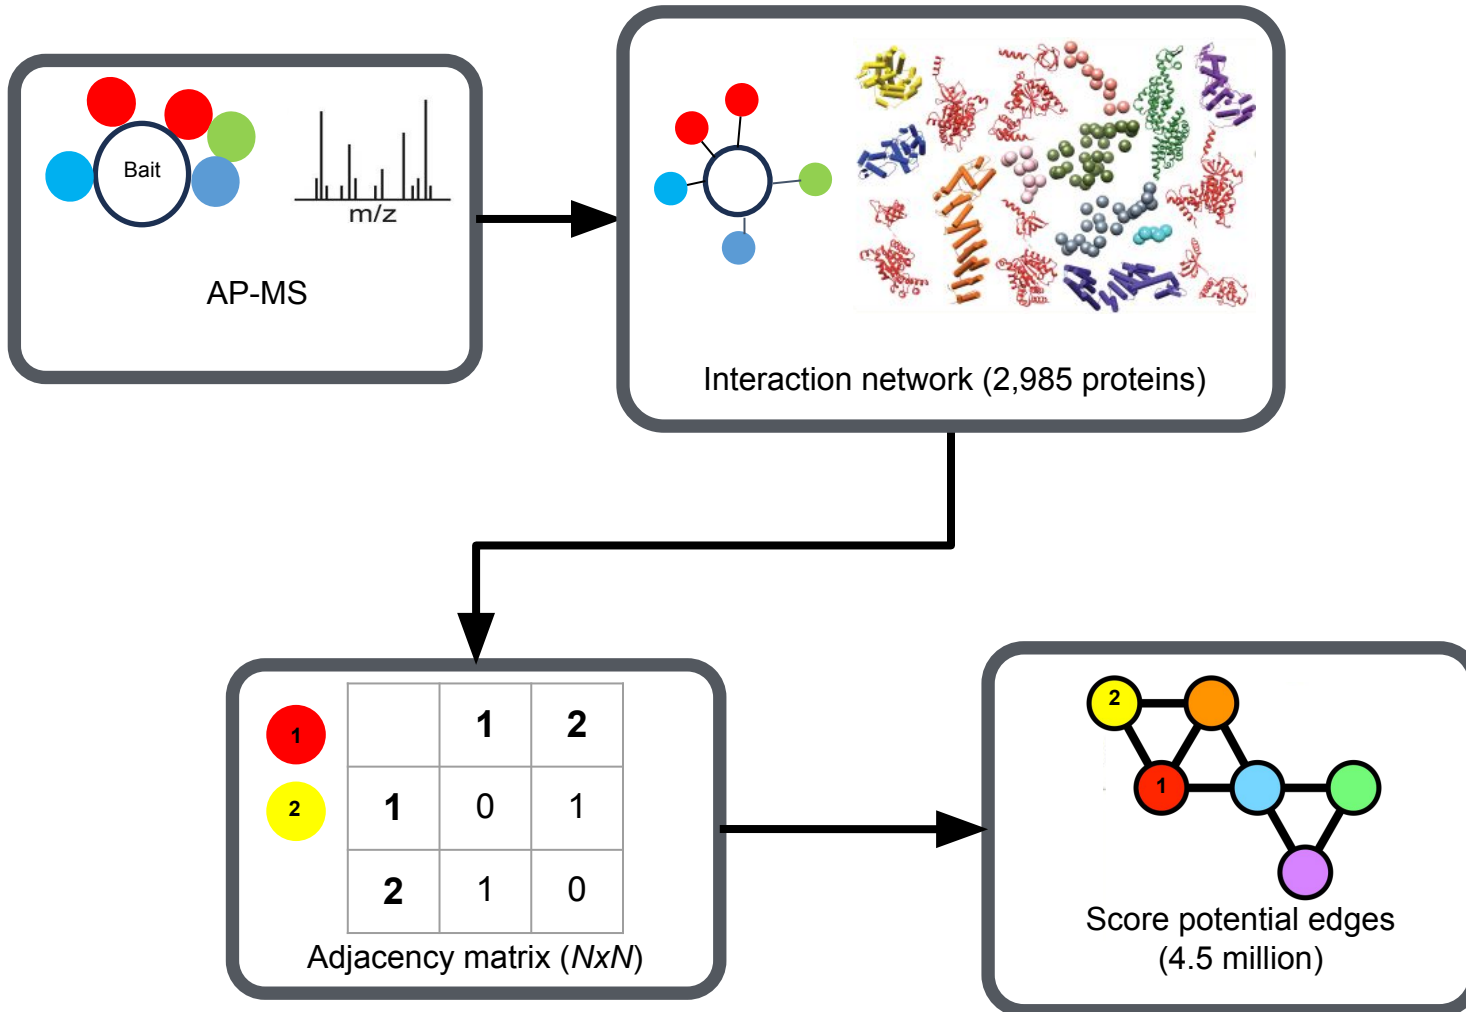 Bait
m/z
AP-MS
Interaction network (2,985 proteins)
1
2
1 2
1 0 1
2 1 0
Adjacency matrix (NxN)
2
1
Score potential edges
(4.5 million)